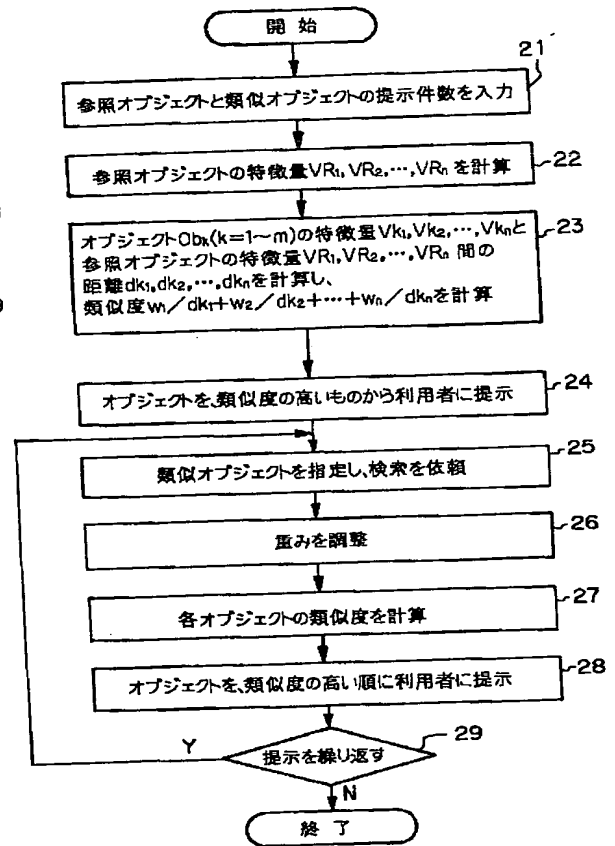 開始
21
参照オブジェクトと類似オブジェクトの提示件数を入力
22
参照オブジェクトの特徴量VR₁,VR₂,…,VRₙを計算
23
オブジェクトObₖ(k=1~m)の特徴量Vk₁,Vk₂,…,Vkₙと
参照オブジェクトの特徴量VR₁,VR₂,…,VRₙ間の
距離dk₁,dk₂,…,dkₙを計算し、
類似度w₁/dk₁+w₂/dk₂+…+wₙ/dkₙを計算
24
オブジェクトを、類似度の高いものから利用者に提示
25
類似オブジェクトを指定し、検索を依頼
26
重みを調整
27
各オブジェクトの類似度を計算
28
オブジェクトを、類似度の高い順に利用者に提示
29
提示を繰り返す
Y
N
終了